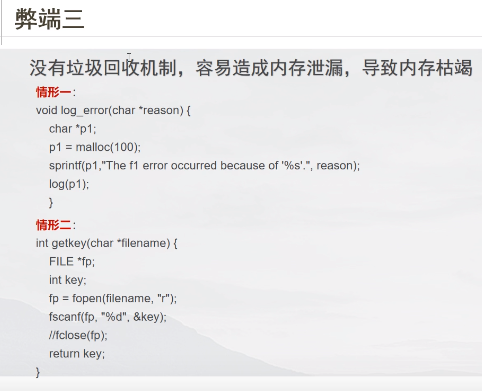 弊端三
没有垃圾回收机制，容易造成内存泄漏，导致内存枯竭
情形一:
void log_error(char *reason) {
char *p1;
p1 = malloc(100);
sprintf(p1,"The f1 error occurred because of '%s'.", reason);
log(p1);
}
情形二:
int getkey(char *filename) {
FILE *fp;
int key;
fp = fopen(filename, "r");
fscanf(fp, "%d", &key);
//fclose(fp);
return key;
}